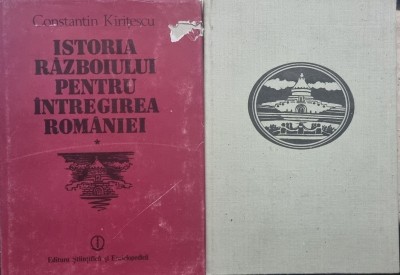 Constantin Kirițescu
ISTORIA
RĂZBOIULUI
PENTRU
ÎNTREGIREA
ROMÂNIEI
*
Editura Științifică și Enciclopedică